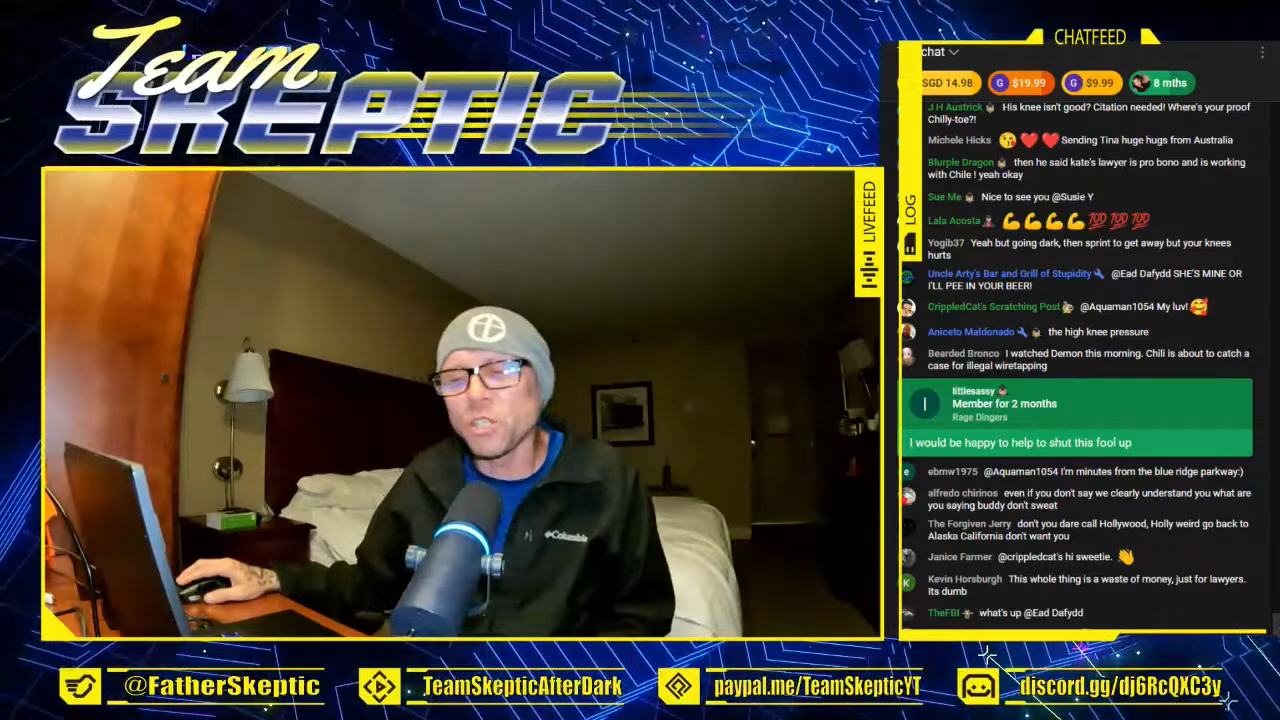 Team
SKEPTIC
CHATFEED
chat
SGD 14.98
G $19.99
G $9.99
8 mths
LIVEFEED
LOG
J H Austrick His knee isn't good? Citation needed! Where's your proof
Chilly-toe?!
Michele Hicks 😘❤️❤️ Sending Tina huge hugs from Australia
Blurple Dragon then he said kate's lawyer is pro bono and is working
with Chile ! yeah okay
Sue Me Nice to see you @Susie Y
Lala Acosta 💪💪💪💪💯💯💯
Yogib37 Yeah but going dark, then sprint to get away but your knees
hurts
Uncle Arty's Bar and Grill of Stupidity @Ead Dafydd SHE'S MINE OR
I'LL PEE IN YOUR BEER!
CrippledCat's Scratching Post @Aquaman1054 My luv! 🥰
Aniceto Maldonado the high knee pressure
Bearded Bronco I watched Demon this morning. Chili is about to catch a
case for illegal wiretapping
l
littlesassy
Member for 2 months
Rage Dingers
I would be happy to help to shut this fool up
e ebmw1975 @Aquaman1054 I'm minutes from the blue ridge parkway:)
alfredo chirinos even if you don't say we clearly understand you what are
you saying buddy don't sweat
The Forgiven Jerry don't you dare call Hollywood, Holly weird go back to
Alaska California don't want you
Janice Farmer @crippledcat's hi sweetie. 👋
K Kevin Horsburgh This whole thing is a waste of money, just for lawyers.
Its dumb
TheFBI what's up @Ead Dafydd
Columbia
@FatherSkeptic
TeamSkepticAfterDark
paypal.me/TeamSkepticYT
discord.gg/dj6RcQXC3y